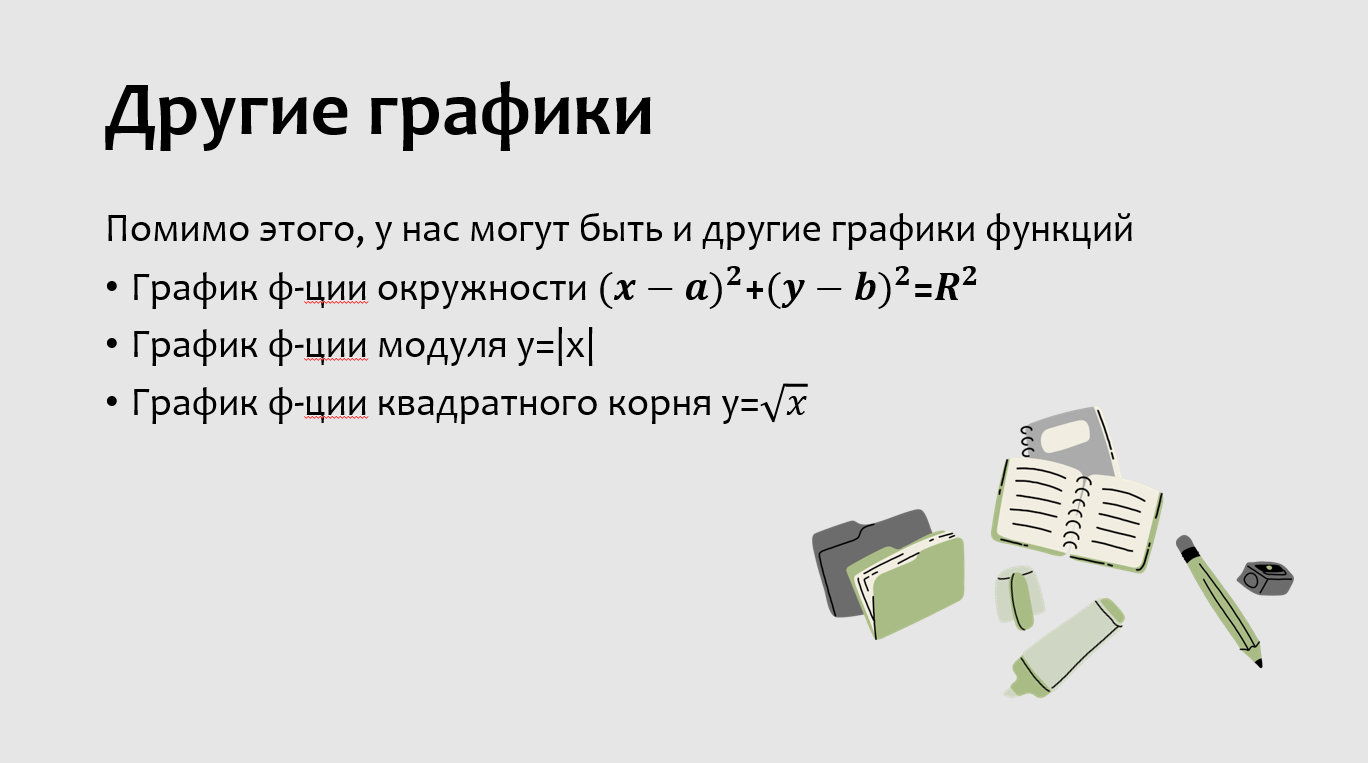 Другие графики
Помимо этого, у нас могут быть и другие графики функций
• График ф-ции окружности (x − a)²+(y − b)²=R²
• График ф-ции модуля y=|x|
• График ф-ции квадратного корня y=√x